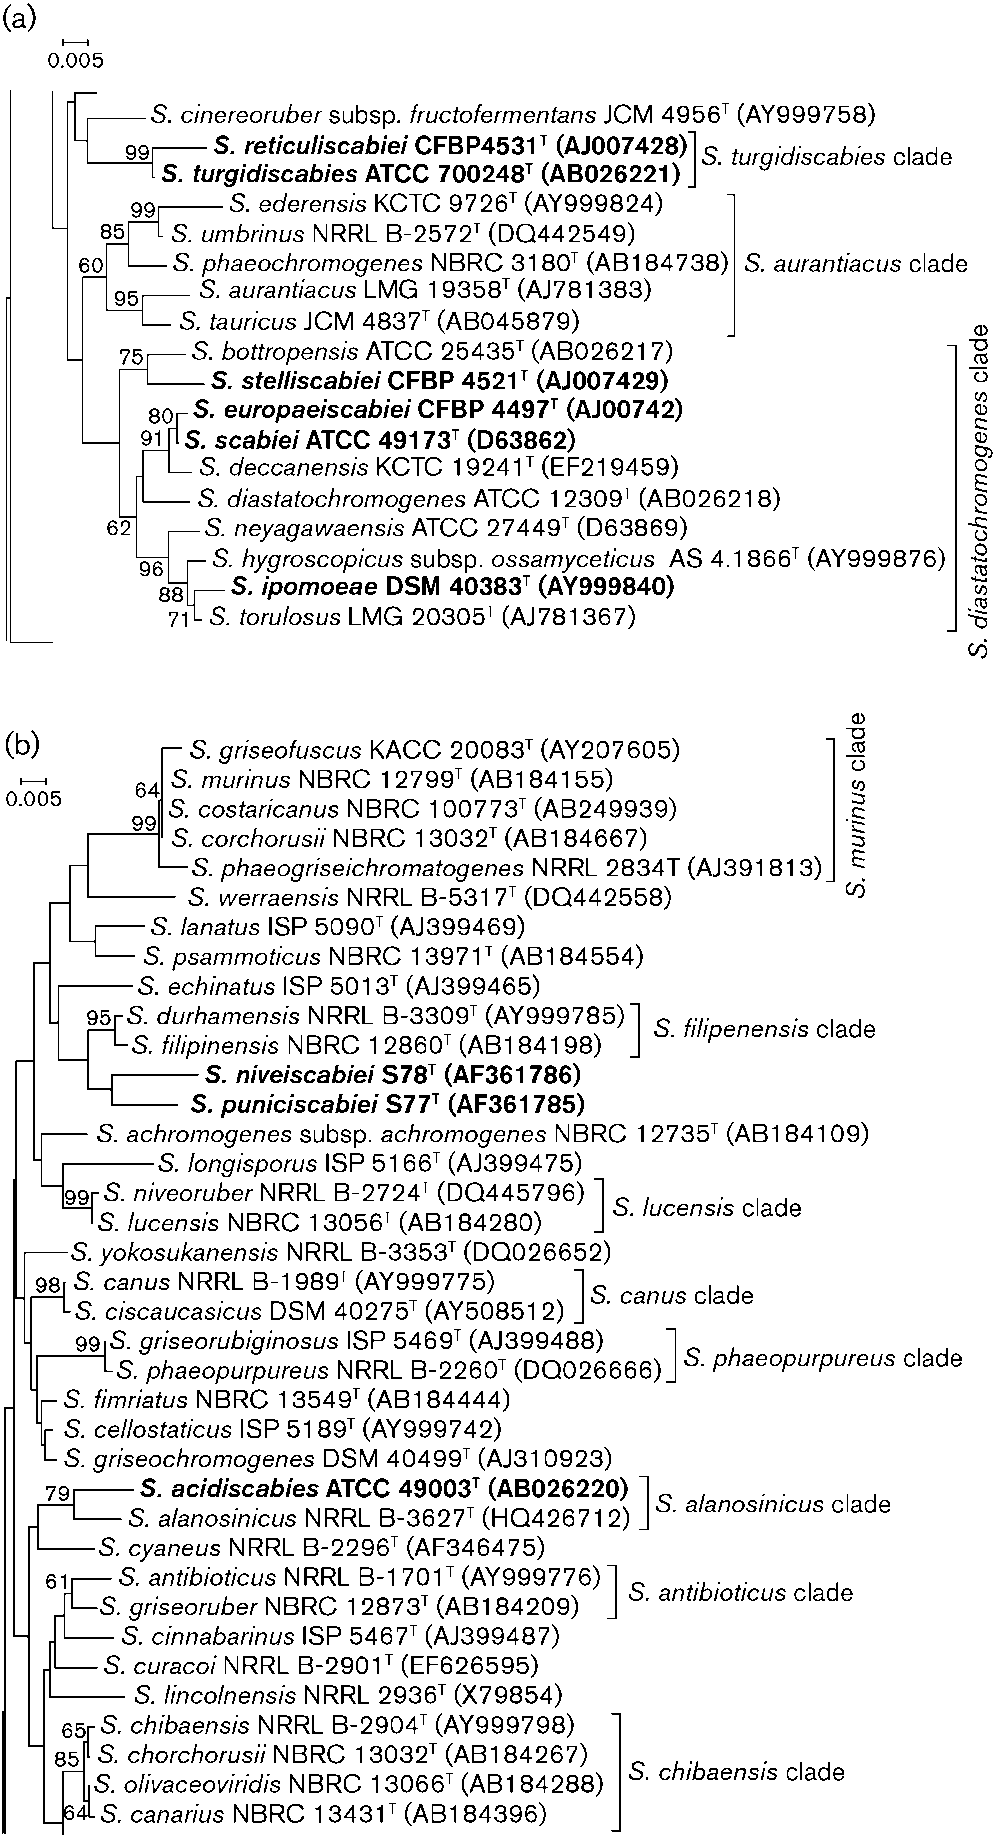 (a)
0.005
S. cinereoruber subsp. fructofermentans JCM 4956T (AY999758)
99
S. reticuliscabiei CFBP4531T (AJ007428)
S. turgidiscabies ATCC 700248T (AB026221)
S. turgidiscabies clade
99
S. ederensis KCTC 9726T (AY999824)
85
S. umbrinus NRRL B-2572T (DQ442549)
60
S. phaeochromogenes NBRC 3180T (AB184738)
S. aurantiacus clade
95
S. aurantiacus LMG 19358T (AJ781383)
S. tauricus JCM 4837T (AB045879)
75
S. bottropensis ATCC 25435T (AB026217)
S. stelliscabiei CFBP 4521T (AJ007429)
80
S. europaeiscabiei CFBP 4497T (AJ00742)
91
S. scabiei ATCC 49173T (D63862)
S. deccanensis KCTC 19241T (EF219459)
S. diastatochromogenes ATCC 12309T (AB026218)
62
S. neyagawaensis ATCC 27449T (D63869)
96
S. hygroscopicus subsp. ossamyceticus AS 4.1866T (AY999876)
88
S. ipomoeae DSM 40383T (AY999840)
71
S. torulosus LMG 20305T (AJ781367)
S. diastatochromogenes clade
(b)
0.005
S. griseofuscus KACC 20083T (AY207605)
S. murinus NBRC 12799T (AB184155)
64
S. costaricanus NBRC 100773T (AB249939)
99
S. corchorusii NBRC 13032T (AB184667)
S. phaeogriseichromatogenes NRRL 2834T (AJ391813)
S. murinus clade
S. werraensis NRRL B-5317T (DQ442558)
S. lanatus ISP 5090T (AJ399469)
S. psammoticus NBRC 13971T (AB184554)
S. echinatus ISP 5013T (AJ399465)
95
S. durhamensis NRRL B-3309T (AY999785)
S. filipinensis NBRC 12860T (AB184198)
S. filipenensis clade
S. niveiscabiei S78T (AF361786)
S. puniciscabiei S77T (AF361785)
S. achromogenes subsp. achromogenes NBRC 12735T (AB184109)
S. longisporus ISP 5166T (AJ399475)
99
S. niveoruber NRRL B-2724T (DQ445796)
S. lucensis NBRC 13056T (AB184280)
S. lucensis clade
S. yokosukanensis NRRL B-3353T (DQ026652)
98
S. canus NRRL B-1989T (AY999775)
S. ciscaucasicus DSM 40275T (AY508512)
S. canus clade
99
S. griseorubiginosus ISP 5469T (AJ399488)
S. phaeopurpureus NRRL B-2260T (DQ026666)
S. phaeopurpureus clade
S. fimriatus NBRC 13549T (AB184444)
S. cellostaticus ISP 5189T (AY999742)
S. griseochromogenes DSM 40499T (AJ310923)
79
S. acidiscabies ATCC 49003T (AB026220)
S. alanosinicus NRRL B-3627T (HQ426712)
S. alanosinicus clade
S. cyaneus NRRL B-2296T (AF346475)
61
S. antibioticus NRRL B-1701T (AY999776)
S. griseoruber NBRC 12873T (AB184209)
S. antibioticus clade
S. cinnabarinus ISP 5467T (AJ399487)
S. curacoi NRRL B-2901T (EF626595)
S. lincolnensis NRRL 2936T (X79854)
65
S. chibaensis NRRL B-2904T (AY999798)
85
S. chorchorusii NBRC 13032T (AB184267)
S. olivaceoviridis NBRC 13066T (AB184288)
64
S. canarius NBRC 13431T (AB184396)
S. chibaensis clade